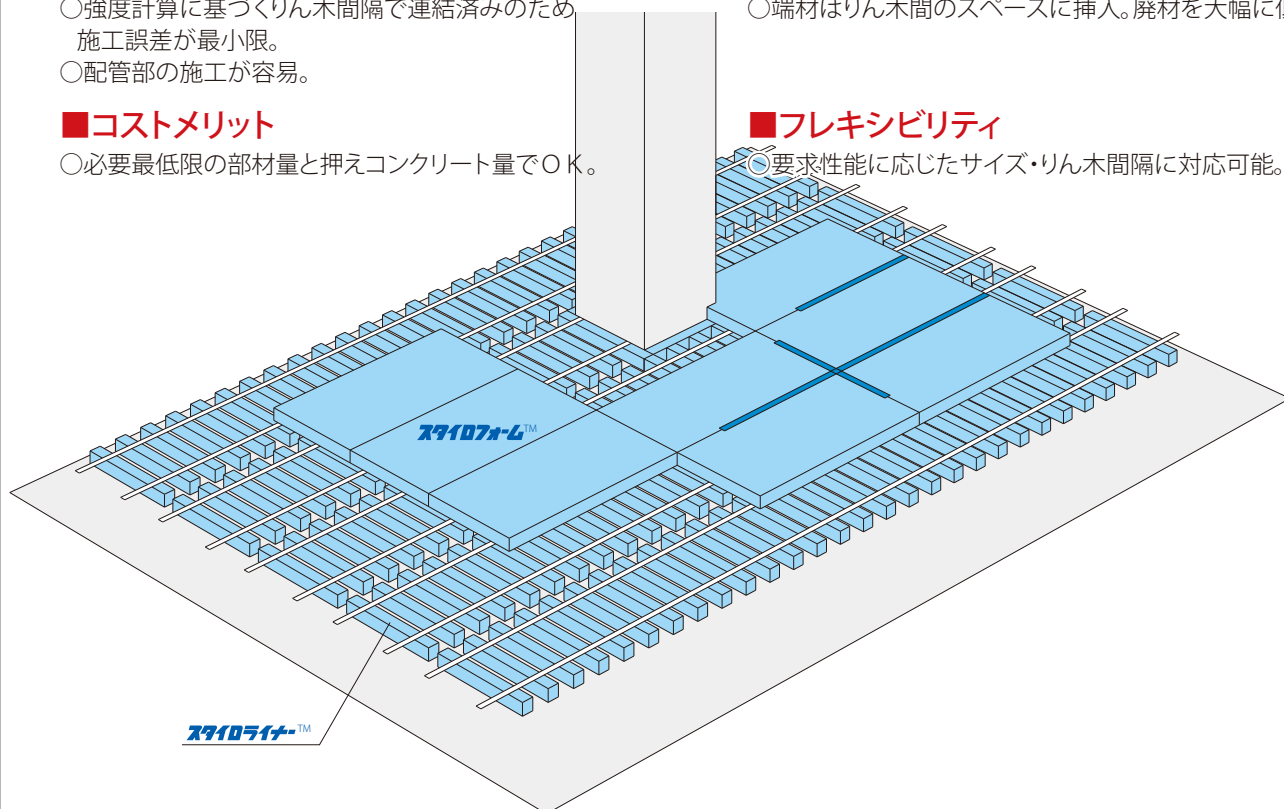 ○強度計算に基づくりん木間隔で連結済みのため
施工誤差が最小限。
○配管部の施工が容易。
■コストメリット
○必要最低限の部材量と押えコンクリート量でＯＫ。
○端材はりん木間のスペースに挿入。廃材を大幅に
■フレキシビリティ
○要求性能に応じたサイズ・りん木間隔に対応可能。
スタイロフォーム™
スタイロライナー™